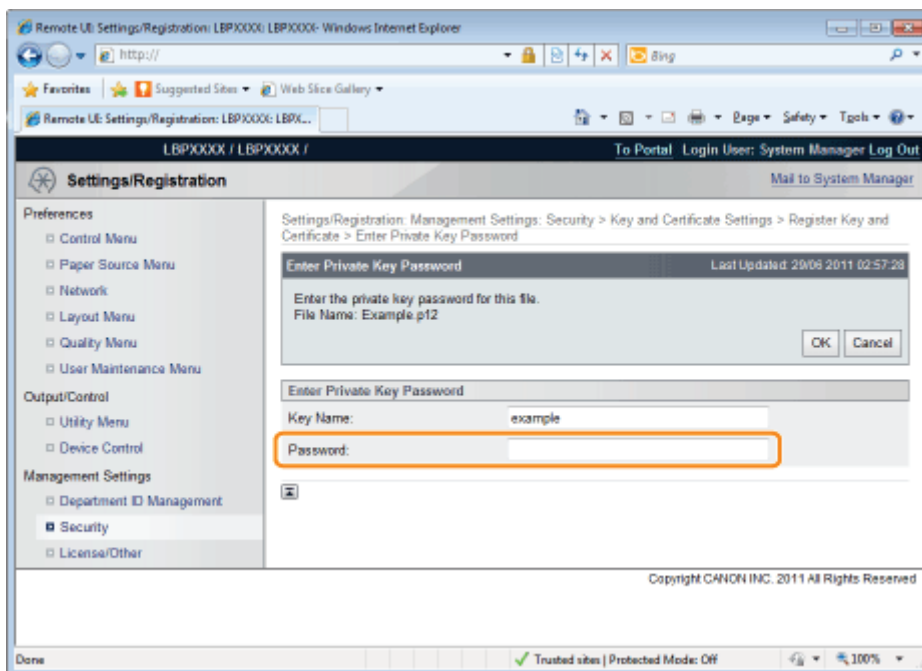 Remote UI: Settings/Registration: LBPXXXX: LBPXXXX- Windows Internet Explorer
http://
Bing
Favorites Suggested Sites Web Slice Gallery
Remote UI: Settings/Registration: LBPXXXX: LBPX... Page Safety Tools
LBPXXXX / LBPXXXX / To Portal Login User: System Manager Log Out
Settings/Registration Mail to System Manager
Preferences
Control Menu
Paper Source Menu
Network
Layout Menu
Quality Menu
User Maintenance Menu
Output/Control
Utility Menu
Device Control
Management Settings
Department ID Management
Security
License/Other
Settings/Registration: Management Settings: Security > Key and Certificate Settings > Register Key and
Certificate > Enter Private Key Password
Enter Private Key Password Last Updated: 29/06 2011 02:57:28
Enter the private key password for this file.
File Name: Example.p12
OK Cancel
Enter Private Key Password
Key Name: example
Password:
Copyright CANON INC. 2011 All Rights Reserved
Done Trusted sites | Protected Mode: Off 100%